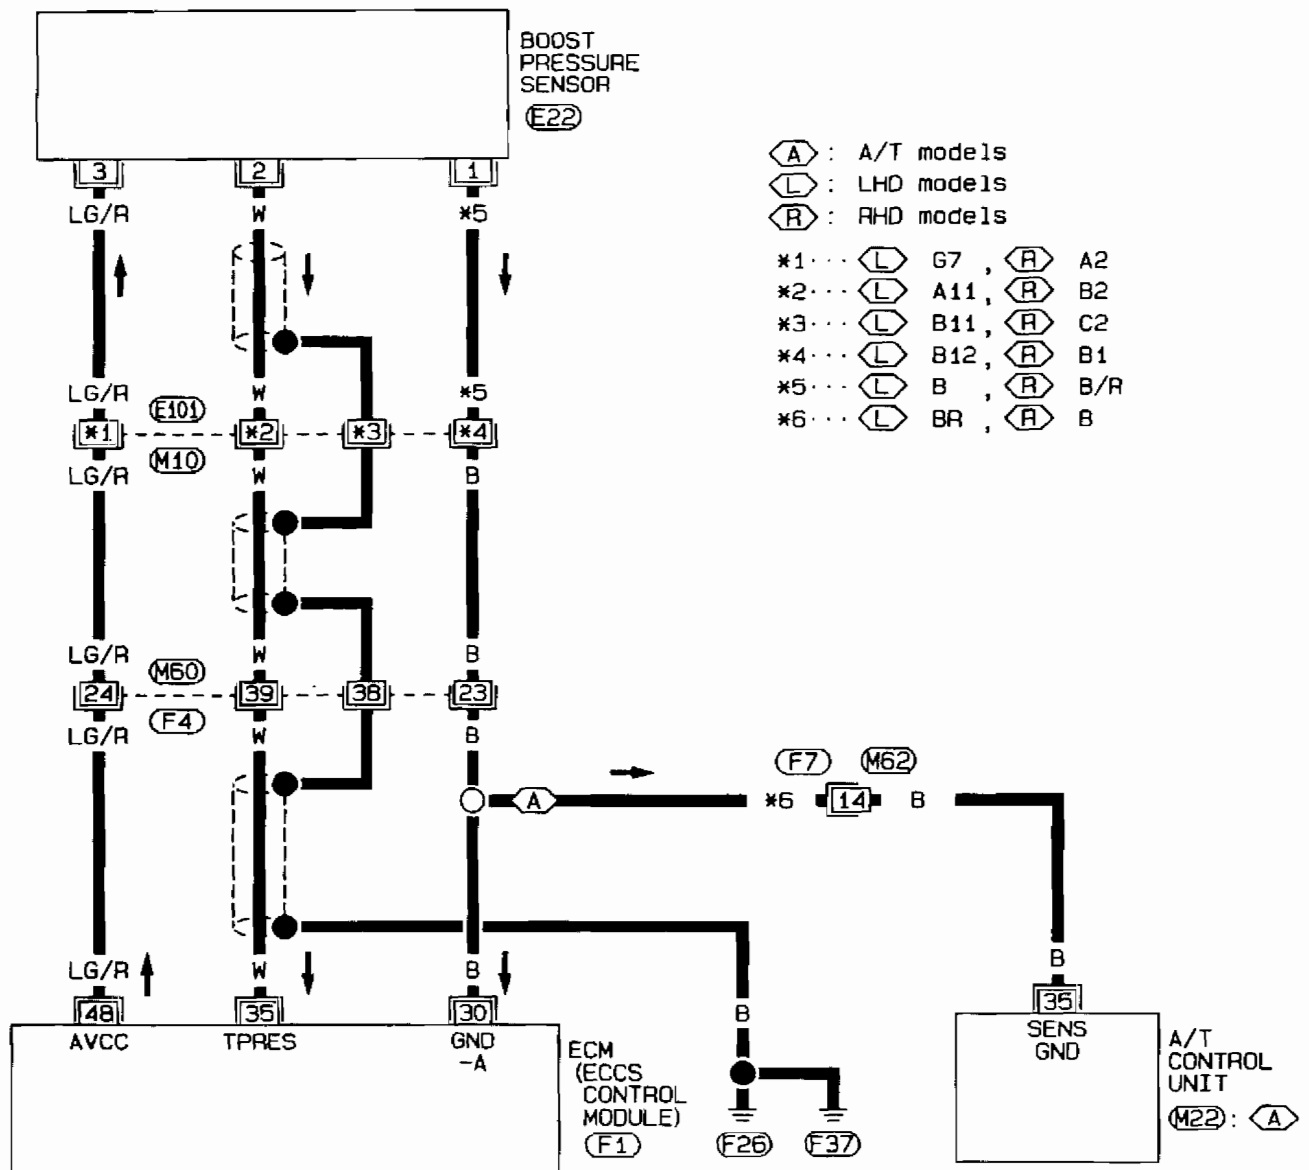 BOOST
PRESSURE
SENSOR
E22
3 2 1
LG/R W *5
A : A/T models
L : LHD models
R : RHD models
*1··· L G7 , R A2
*2··· L A11, R B2
*3··· L B11, R C2
*4··· L B12, R B1
*5··· L B , R B/R
*6··· L BR , R B
LG/R W *5
E101
*1 *2 *3 *4
M10
LG/R W B
LG/R W B
M60
24 39 38 23
F4
LG/R W B
F7 M62
A *6 14 B
LG/R W B
B
B
48 35 30
AVCC TPRES GND
-A
35
SENS
GND
ECM
(ECCS
CONTROL
MODULE)
F1
F26 F37
A/T
CONTROL
UNIT
M22 : A